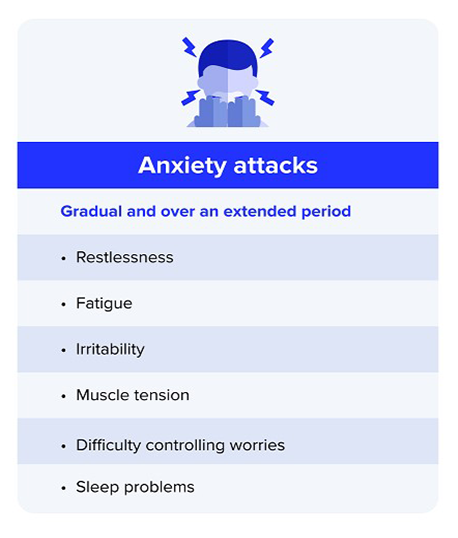 Anxiety attacks
Gradual and over an extended period
• Restlessness
• Fatigue
• Irritability
• Muscle tension
• Difficulty controlling worries
• Sleep problems